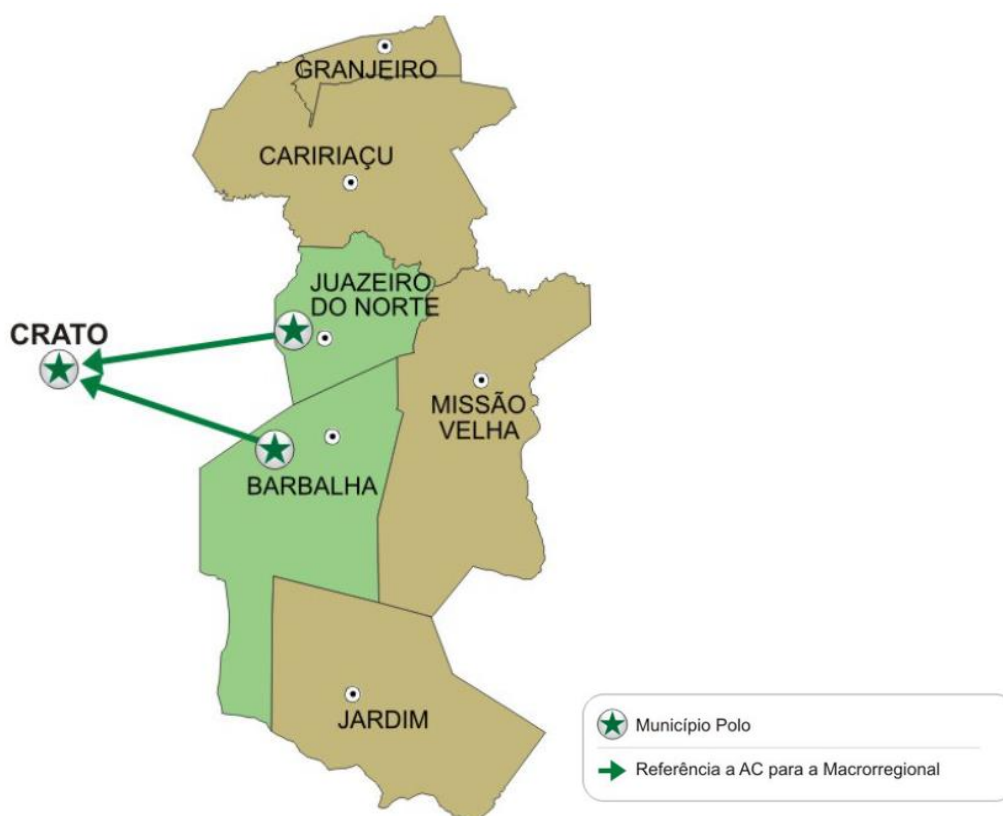 GRANJEIRO
CARIRIAÇU
JUAZEIRO
DO NORTE
CRATO
MISSÃO
VELHA
BARBALHA
JARDIM
Município Polo
Referência a AC para a Macrorregional